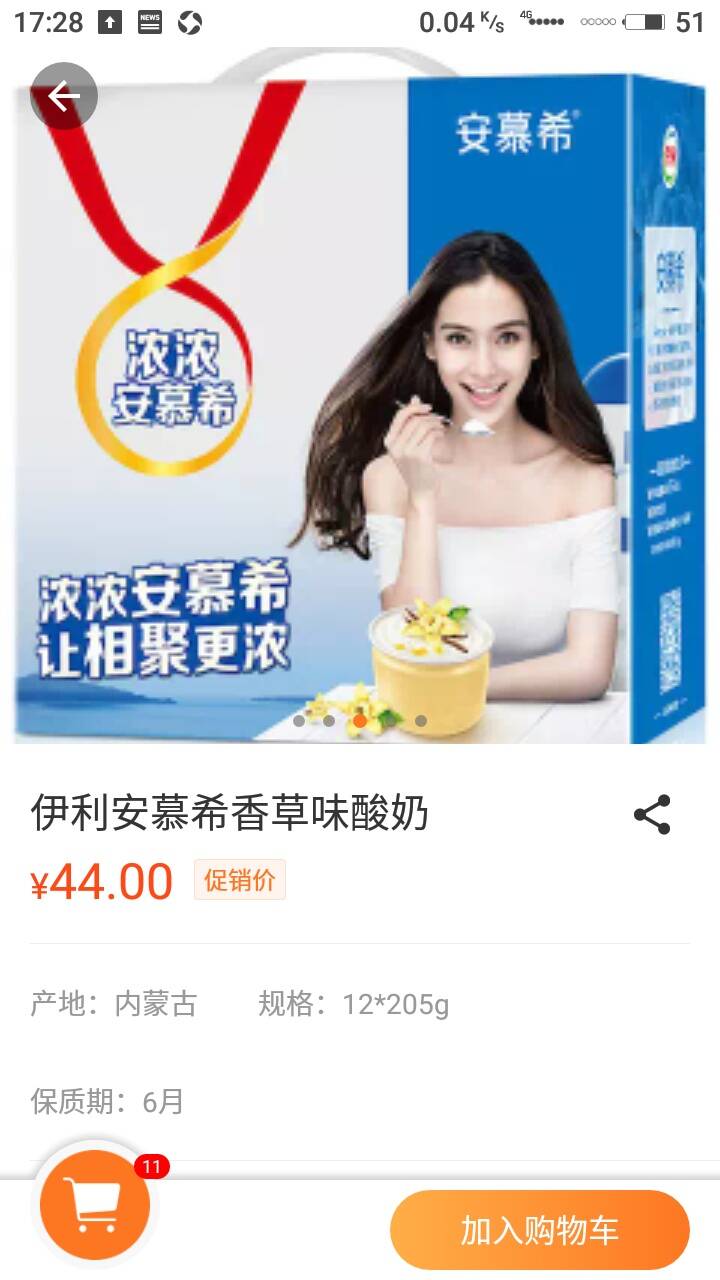 17:28
NEWS
0.04 K/S
4G
51
安慕希
浓浓
安慕希
浓浓安慕希
让相聚更浓
伊利安慕希香草味酸奶
¥44.00
促销价
产地：内蒙古
规格：12*205g
保质期：6月
11
加入购物车